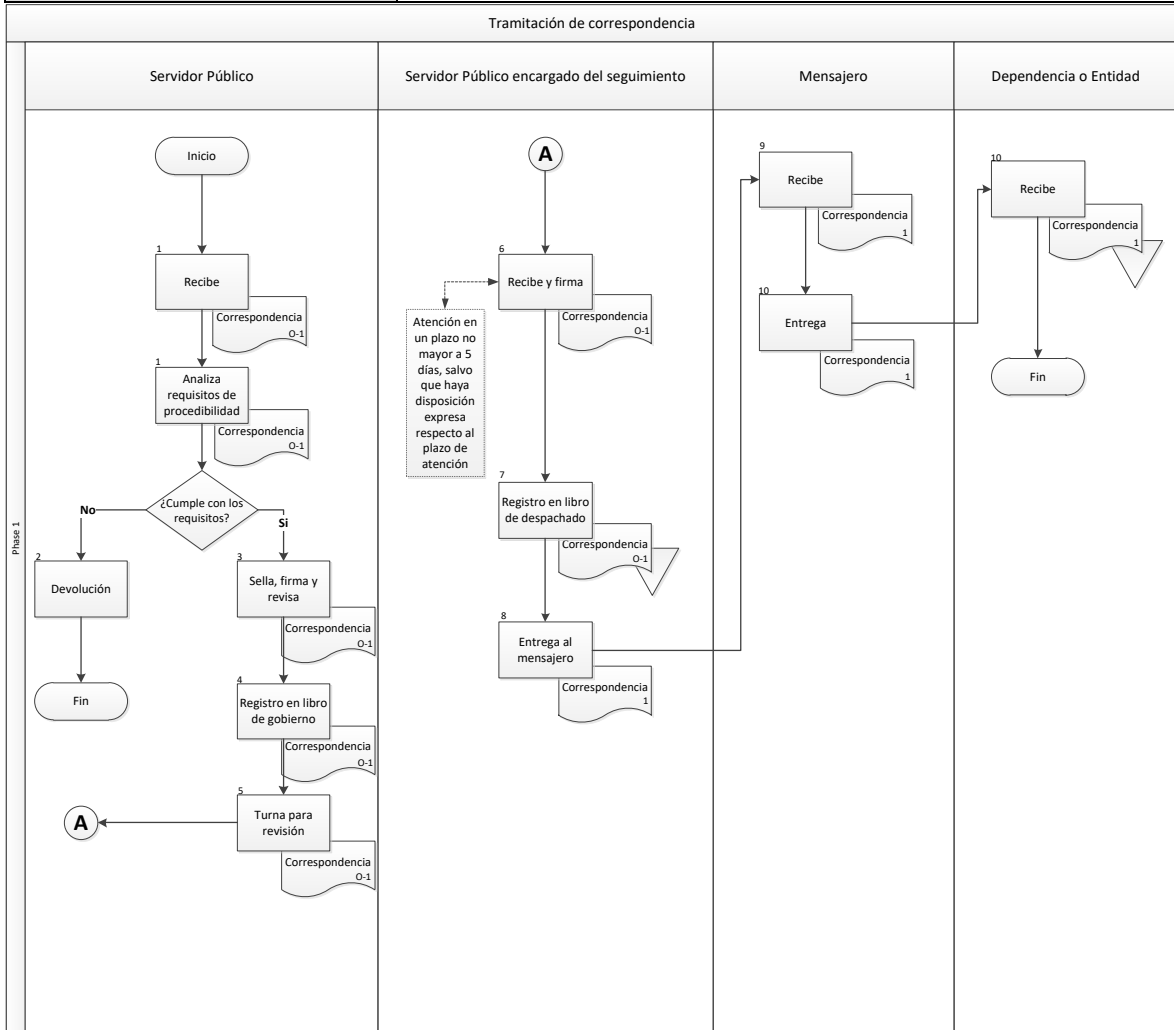 Tramitación de correspondencia
Phase 1
Servidor Público
Servidor Público encargado del seguimiento
Mensajero
Dependencia o Entidad
Inicio
1
Recibe
Correspondencia
O-1
1
Analiza
requisitos de
procedibilidad
Correspondencia
O-1
¿Cumple con los
requisitos?
No
Si
2
Devolución
Fin
3
Sella, firma y
revisa
Correspondencia
O-1
4
Registro en libro
de gobierno
Correspondencia
O-1
5
Turna para
revisión
Correspondencia
O-1
A
A
6
Recibe y firma
Correspondencia
O-1
Atención en
un plazo no
mayor a 5
días, salvo
que haya
disposición
expresa
respecto al
plazo de
atención
7
Registro en libro
de despachado
Correspondencia
O-1
8
Entrega al
mensajero
Correspondencia
1
9
Recibe
Correspondencia
1
10
Entrega
Correspondencia
1
10
Recibe
Correspondencia
1
Fin